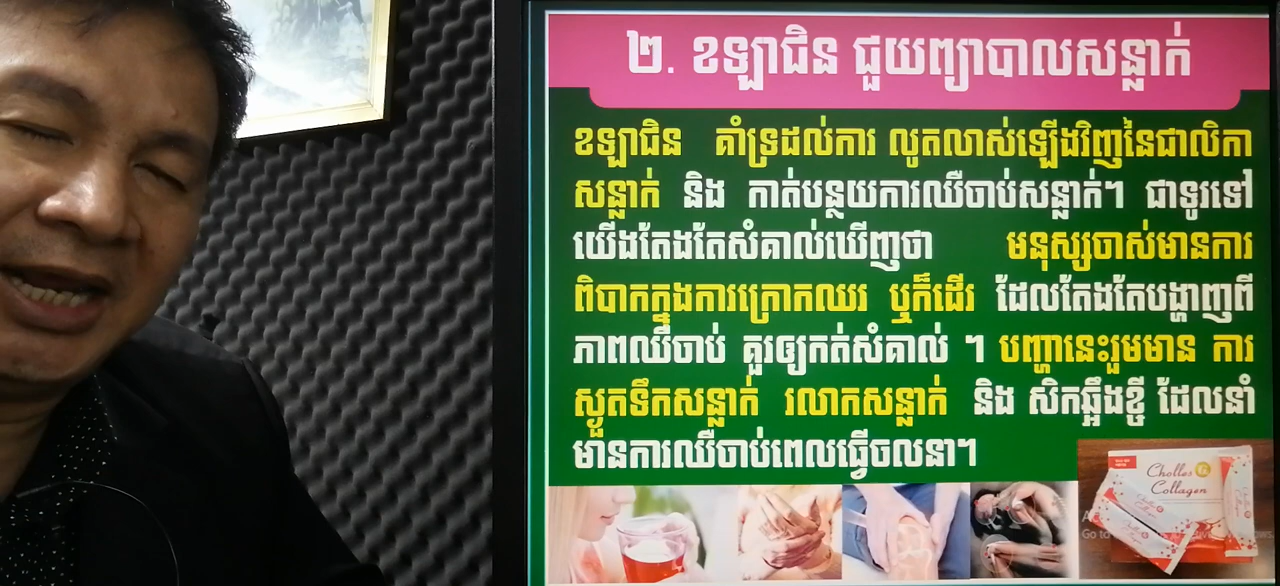 ២. ខឡាជិន ជួយព្យាបាលសន្លាក់
ខឡាជិន គាំទ្រដល់ការ លូតលាស់ឡើងវិញនៃជាលិកា
សន្លាក់ និង កាត់បន្ថយការឈឺចាប់សន្លាក់។ ជាទូរទៅ
យើងតែងតែសំគាល់ឃើញថា មនុស្សចាស់មានការ
ពិបាកក្នុងការក្រោកឈរ ឬក៏ដើរ ដែលតែងតែបង្ហាញពី
ភាពឈឺចាប់ គួរឲ្យកត់សំគាល់ ។ បញ្ហានេះរួមមាន ការ
ស្ងួតទឹកសន្លាក់ រលាកសន្លាក់ និង សឹកឆ្អឹងខ្ចី ដែលនាំ
មានការឈឺចាប់ពេលធ្វើចលនា។
Cholles
Collagen
Go to